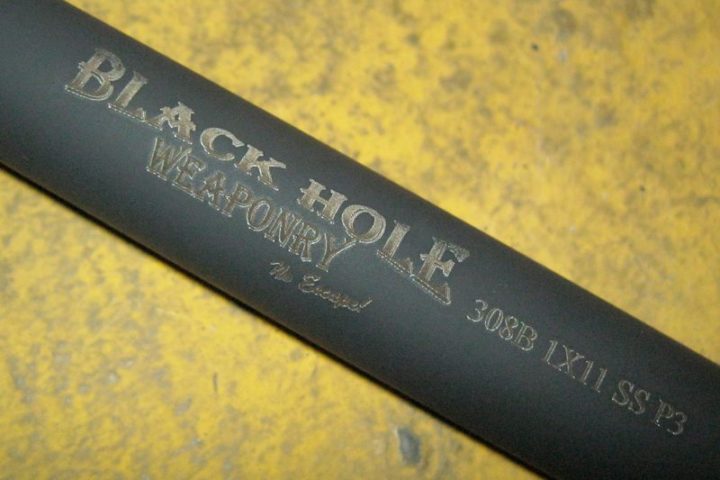 BLACK HOLE
WEAPONRY
No Escape!
308B 1X11 SS P3